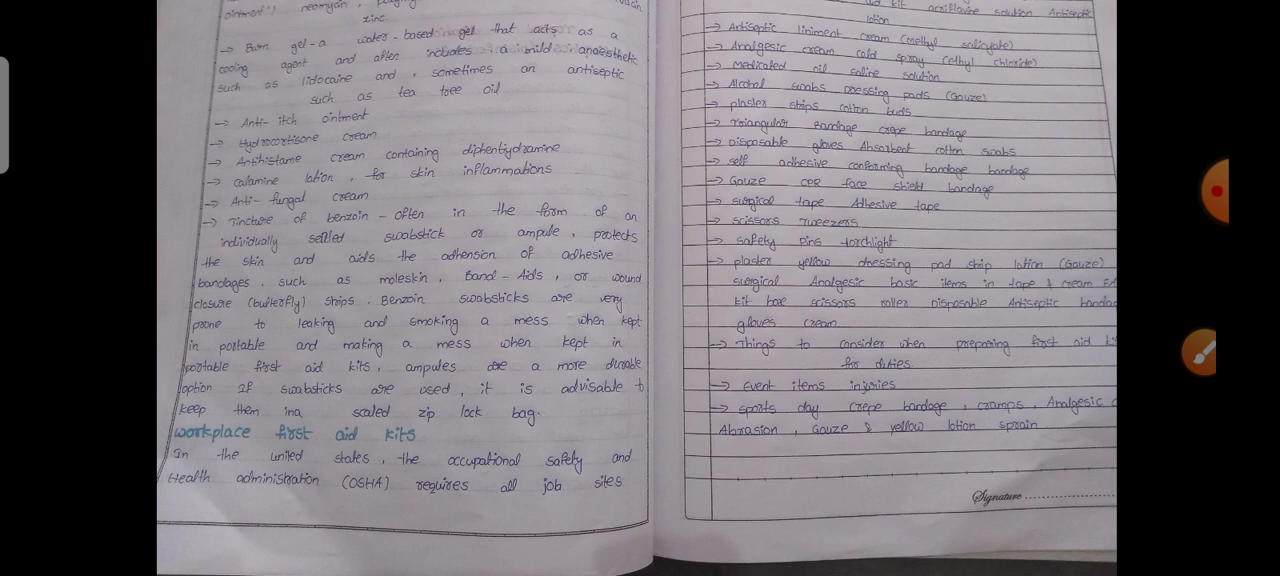 ointment), neomycin,
zinc
→ Burn gel-a water-based gel that acts as a
cooling agent and often includes a mild anaesthetic
such as lidocaine and, sometimes an antiseptic
such as tea tree oil
→ Anti-itch ointment
→ Hydrocortisone cream
→ Antihistame cream containing diphenhydramine
→ calamine lation, for skin inflammations
→ Anti-fungal cream
→ Tincture of benzoin - often in the form of an
individually sealed swabstick or ampule, protects
the skin and aids the adhension of adhesive
bandages, such as moleskin, Band-Aids, or wound
closure (butterfly) ships. Benzoin swabsticks are very
prone to leaking and smoking a mess when kept
in portable and making a mess when kept in
portable first aid kits, ampules are a more durable
option If swabsticks are used, it is advisable to
keep them ina scaled zip lock bag.
workplace first aid kits
In the united states, the occupational safety and
Health administration (OSHA) requires all job sites
aid kit acriflavine solution Antiseptic
lotion
→ Antiseptic liniment cream (methyl salicylate)
→ Analgesic cream cold spray (ethyl chloride)
→ Medicated oil saline solution
→ Alcohol swabs Dressing pads (Gauze)
→ plaster ships cotton buds
→ Triangular Bandage crepe bandage
→ Disposable gloves Absorbent cotton swabs
→ self adhesive conforming bandage bandage
→ Gauze CPR face shield bandage
→ surgical tape Adhesive tape
→ scissors Tweezers
→ safety pins torchlight
→ plaster yellow dressing pad ship lotion (Gauze)
surgical Analgesic basic items in tape & cream
kit box scissors roller Disposable Antiseptic
gloves cream
→ Things to consider when preparing first aid
for duties
→ Event items injuries
→ sports day crepe bandage, cramps, Analgesic
Abrasion, Gauze & yellow lotion sprain
Signature